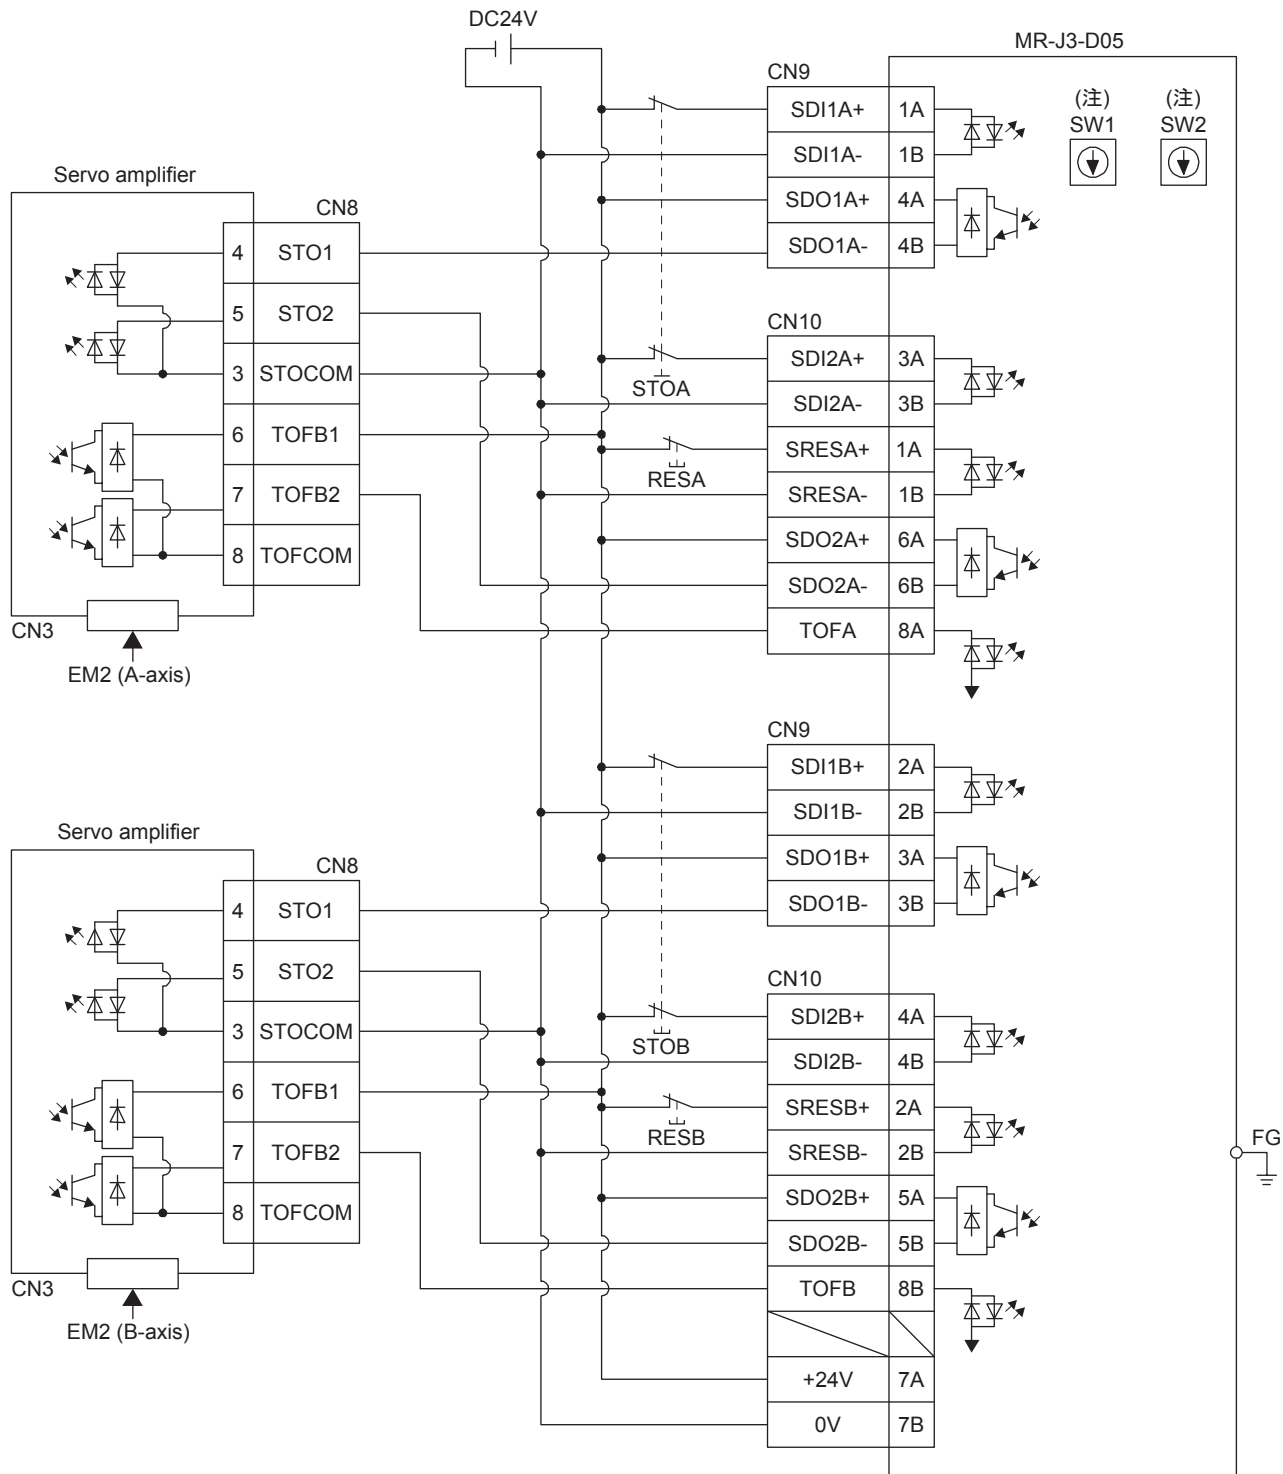 DC24V
MR-J3-D05
CN9
SDI1A+ 1A
SDI1A- 1B
SDO1A+ 4A
SDO1A- 4B
(注)
SW1
(注)
SW2
Servo amplifier
CN8
4 STO1
5 STO2
3 STOCOM
6 TOFB1
7 TOFB2
8 TOFCOM
CN3
EM2 (A-axis)
STOA
RESA
CN10
SDI2A+ 3A
SDI2A- 3B
SRESA+ 1A
SRESA- 1B
SDO2A+ 6A
SDO2A- 6B
TOFA 8A
CN9
SDI1B+ 2A
SDI1B- 2B
SDO1B+ 3A
SDO1B- 3B
Servo amplifier
CN8
4 STO1
5 STO2
3 STOCOM
6 TOFB1
7 TOFB2
8 TOFCOM
CN3
EM2 (B-axis)
STOB
RESB
CN10
SDI2B+ 4A
SDI2B- 4B
SRESB+ 2A
SRESB- 2B
SDO2B+ 5A
SDO2B- 5B
TOFB 8B
+24V 7A
0V 7B
FG